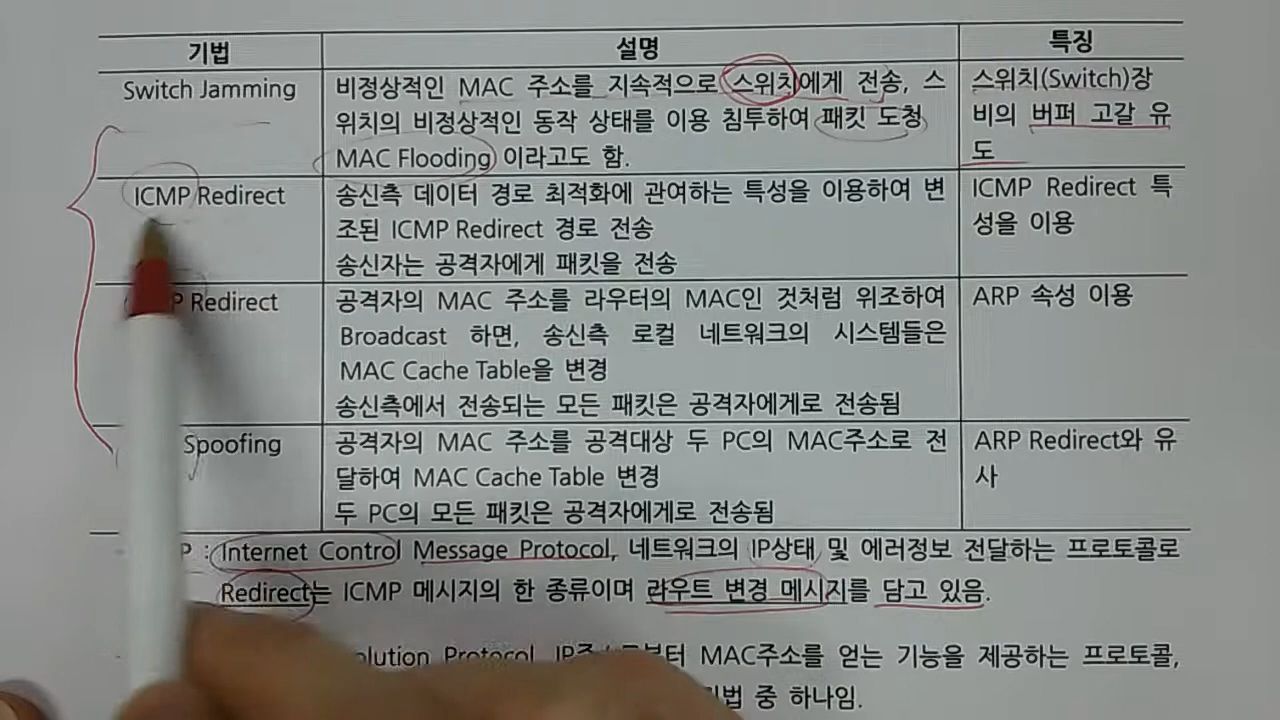 기법 설명 특징
Switch Jamming 비정상적인 MAC 주소를 지속적으로 스위치에게 전송, 스 스위치(Switch)장
위치의 비정상적인 동작 상태를 이용 침투하여 패킷 도청 비의 버퍼 고갈 유
MAC Flooding 이라고도 함. 도
ICMP Redirect 송신측 데이터 경로 최적화에 관여하는 특성을 이용하여 변 ICMP Redirect 특
조된 ICMP Redirect 경로 전송 성을 이용
송신자는 공격자에게 패킷을 전송
Redirect 공격자의 MAC 주소를 라우터의 MAC인 것처럼 위조하여 ARP 속성 이용
Broadcast 하면, 송신측 로컬 네트워크의 시스템들은
MAC Cache Table을 변경
송신측에서 전송되는 모든 패킷은 공격자에게로 전송됨
Spoofing 공격자의 MAC 주소를 공격대상 두 PC의 MAC주소로 전 ARP Redirect와 유
달하여 MAC Cache Table 변경 사
두 PC의 모든 패킷은 공격자에게로 전송됨
: Internet Control Message Protocol, 네트워크의 IP상태 및 에러정보 전달하는 프로토콜로
Redirect는 ICMP 메시지의 한 종류이며 라우트 변경 메시지를 담고 있음.
Protocol, MAC주소를 얻는 기능을 제공하는 프로토콜,
중 하나임.